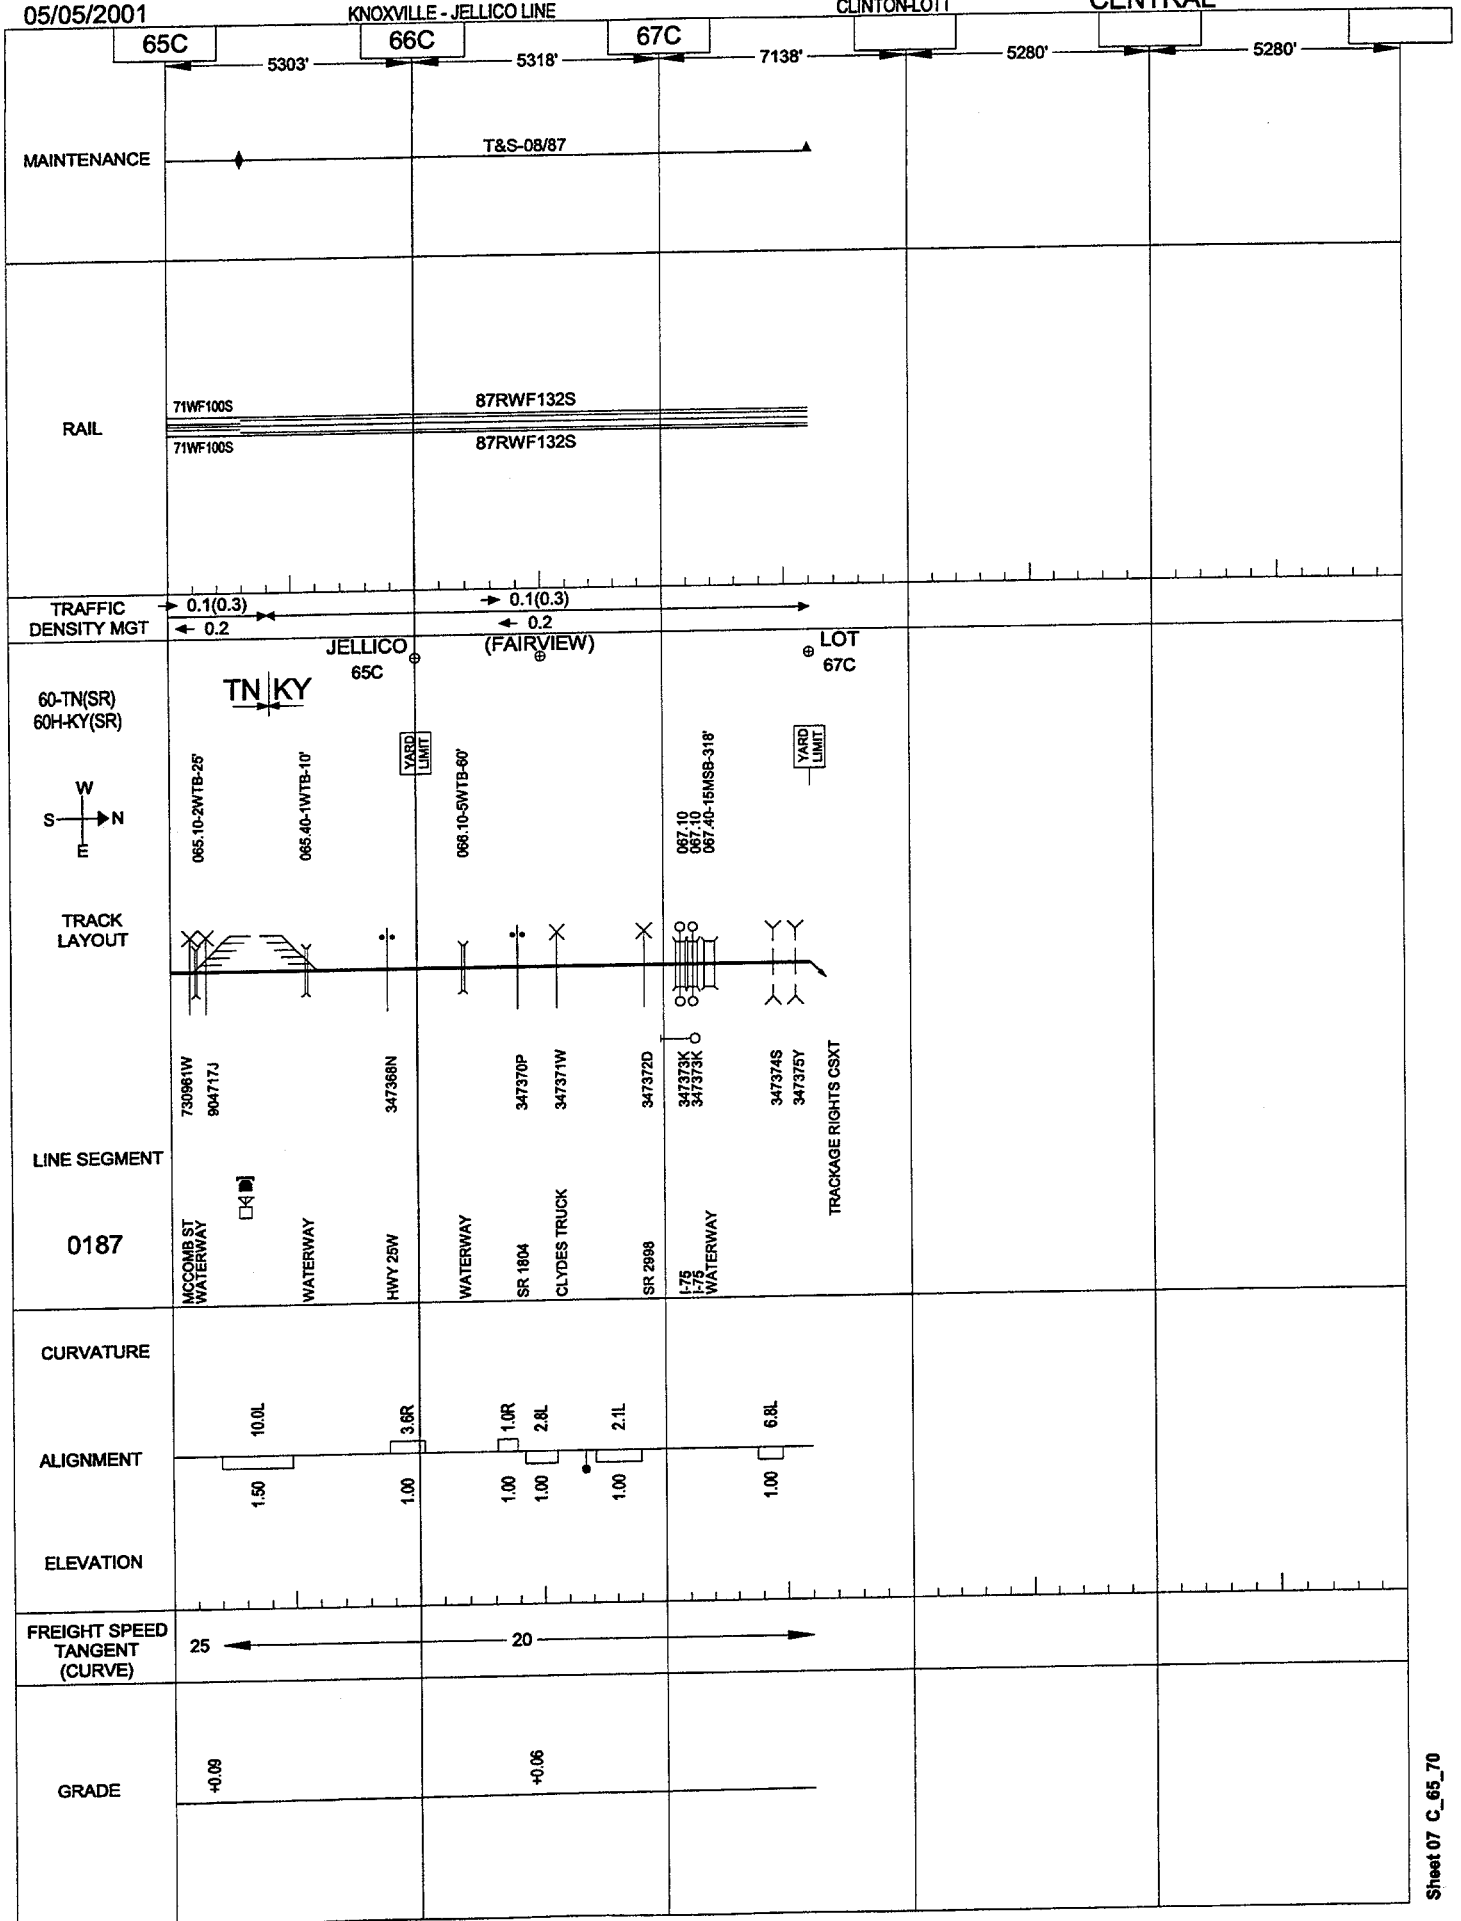 05/05/2001
KNOXVILLE - JELLICO LINE
CLINTON-LOTT
CENTRAL
65C
66C
67C
5303'
5318'
7138'
5280'
5280'
MAINTENANCE
T&S-08/87
RAIL
71WF100S
87RWF132S
71WF100S
87RWF132S
TRAFFIC
DENSITY MGT
0.1(0.3)
0.2
0.1(0.3)
0.2
JELLICO
65C
(FAIRVIEW)
LOT
67C
60-TN(SR)
60H-KY(SR)
TN KY
YARD
LIMIT
YARD
LIMIT
W
S
N
E
065.10-2WTB-25'
065.40-1WTB-10'
066.10-5WTB-60'
067.10
067.10
067.40-15MSB-318'
TRACK
LAYOUT
730961W
904717J
347368N
347370P
347371W
347372D
347373K
347373K
347374S
347375Y
TRACKAGE RIGHTS CSXT
LINE SEGMENT
0187
MCCOMB ST
WATERWAY
WATERWAY
HWY 25W
WATERWAY
SR 1804
CLYDES TRUCK
SR 2998
I-75
I-75
WATERWAY
CURVATURE
10.0L
3.6R
1.0R
2.8L
2.1L
6.8L
ALIGNMENT
1.50
1.00
1.00
1.00
1.00
1.00
ELEVATION
FREIGHT SPEED
TANGENT
(CURVE)
25
20
GRADE
+0.09
+0.06
Sheet 07 C_65_70